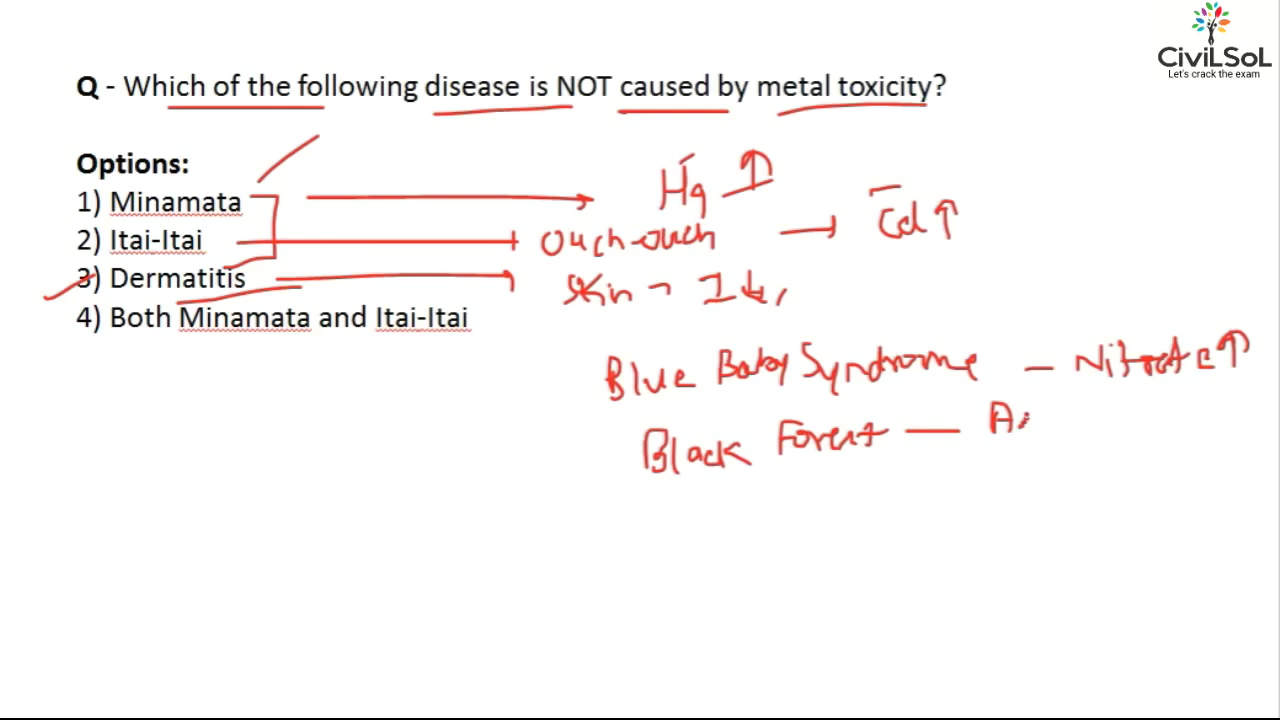 CiViLSoL
Let's crack the exam
Q - Which of the following disease is NOT caused by metal toxicity?
Options:
1) Minamata
2) Itai-Itai
3) Dermatitis
4) Both Minamata and Itai-Itai
Hg ↑
Ouch-ouch → Cd ↑
Skin
Blue Baby Syndrome - Nitrate ↑
Black Forest — A